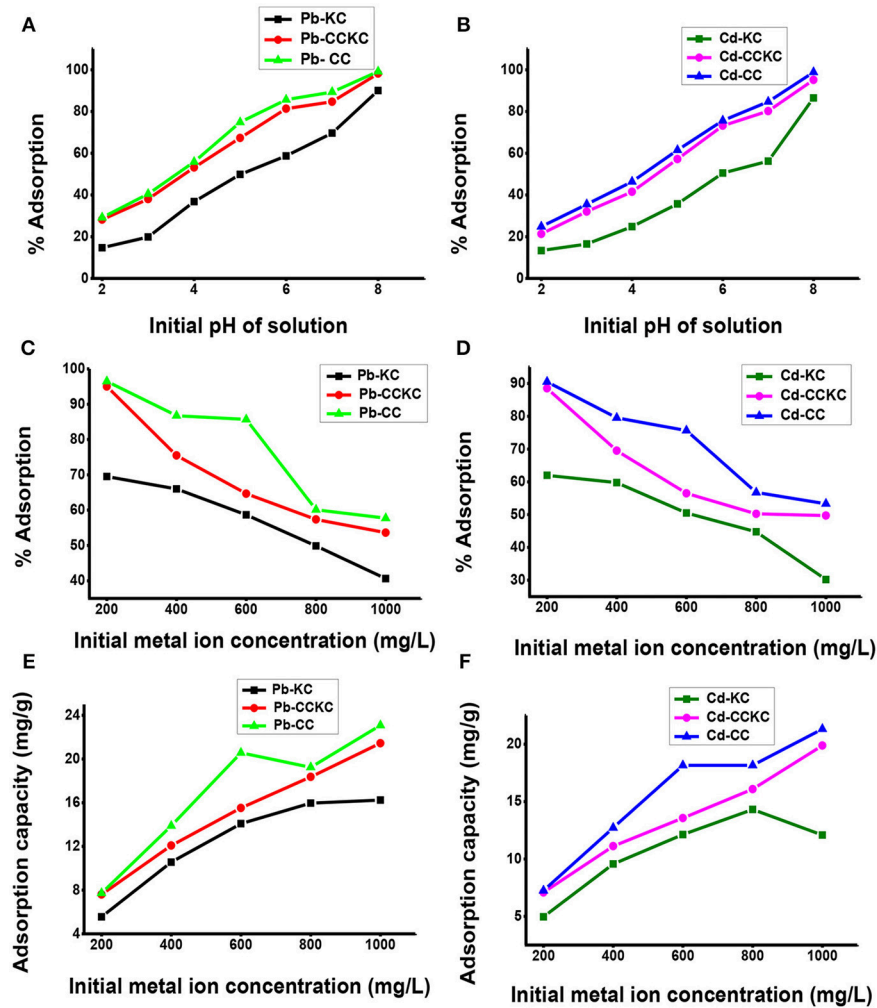 A
Pb-KC
Pb-CCKC
Pb- CC
100
80
60
40
20
0
% Adsorption
2
4
6
8
Initial pH of solution
B
Cd-KC
Cd-CCKC
Cd-CC
100
80
60
40
20
0
% Adsorption
2
4
6
8
Initial pH of solution
C
Pb-KC
Pb-CCKC
Pb-CC
100
90
80
70
60
50
40
% Adsorption
200
400
600
800
1000
Initial metal ion concentration (mg/L)
D
Cd-KC
Cd-CCKC
Cd-CC
90
80
70
60
50
40
30
% Adsorption
200
400
600
800
1000
Initial metal ion concentration (mg/L)
E
Pb-KC
Pb-CCKC
Pb-CC
24
20
16
12
8
4
Adsorption capacity (mg/g)
200
400
600
800
1000
Initial metal ion concentration (mg/L)
F
Cd-KC
Cd-CCKC
Cd-CC
20
15
10
5
Adsorption capacity (mg/g)
200
400
600
800
1000
Initial metal ion concentration (mg/L)